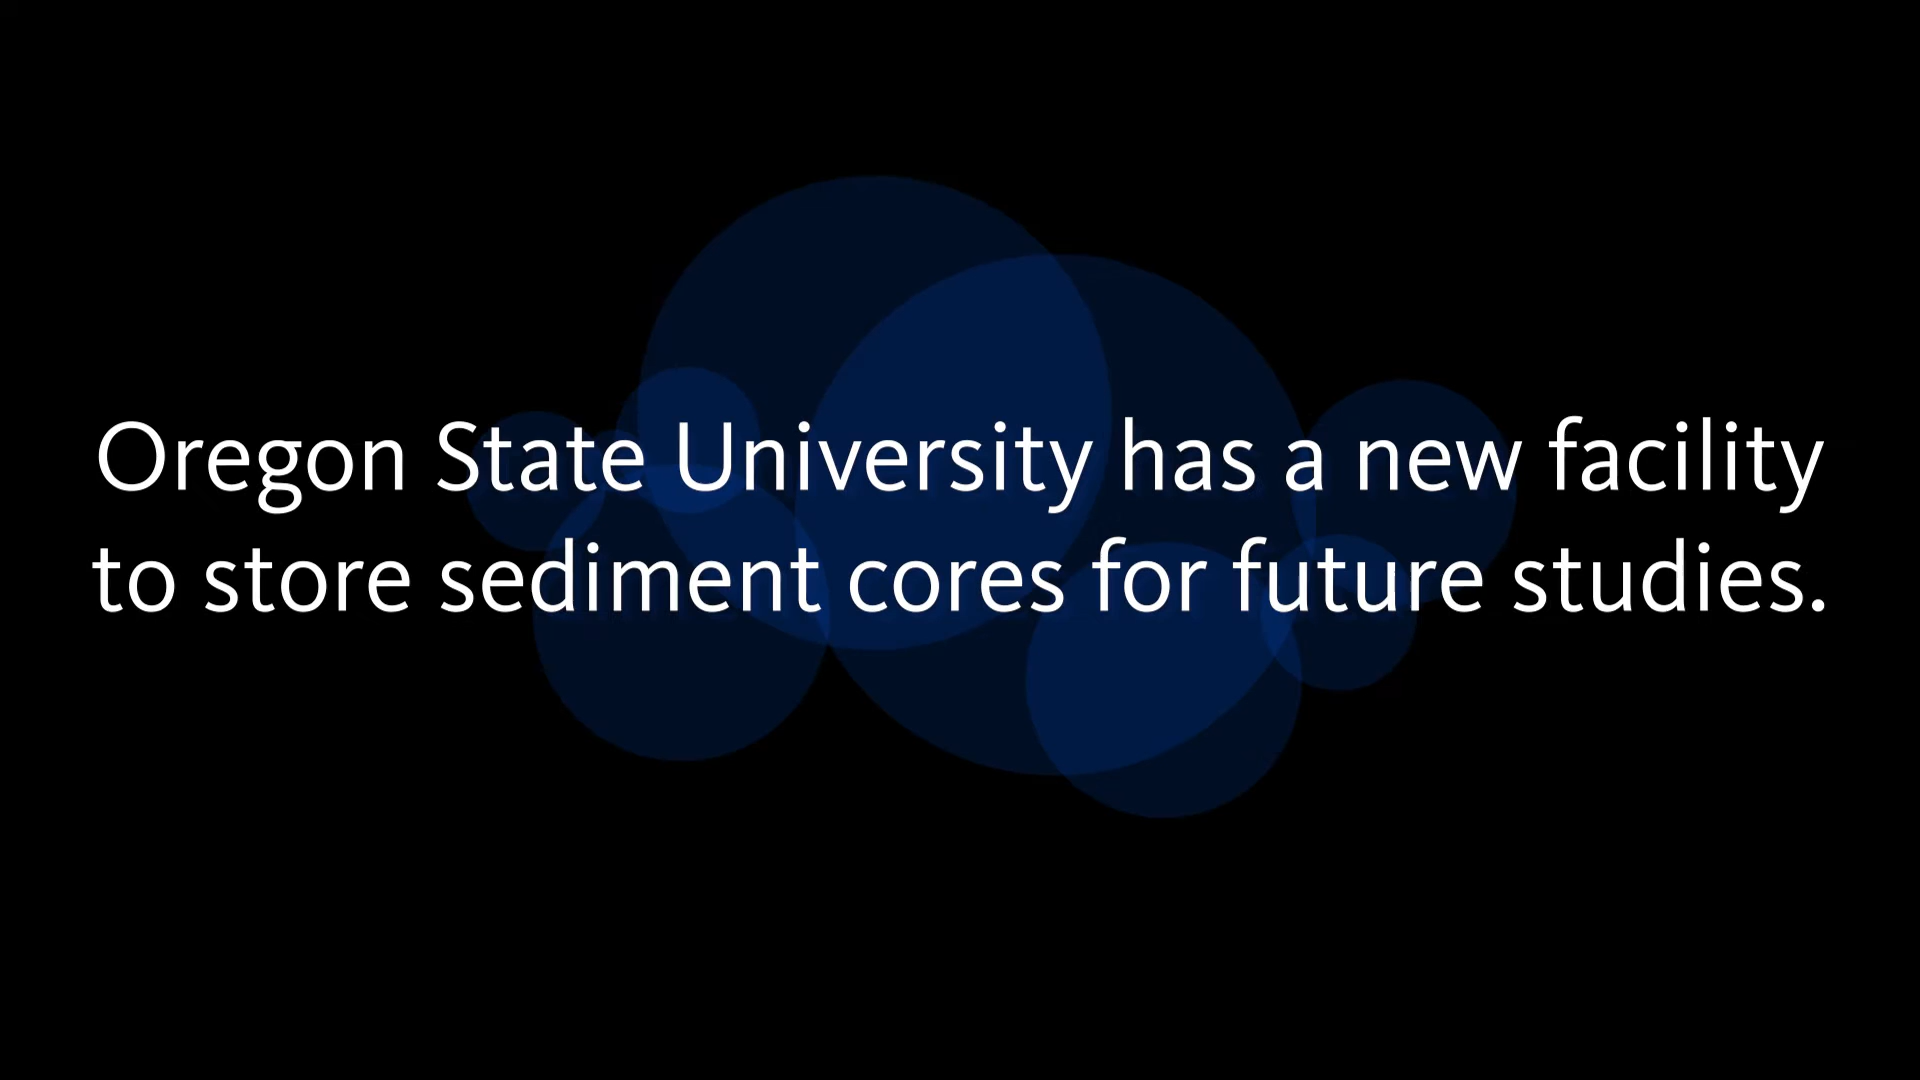 Oregon State University has a new facility
to store sediment cores for future studies.